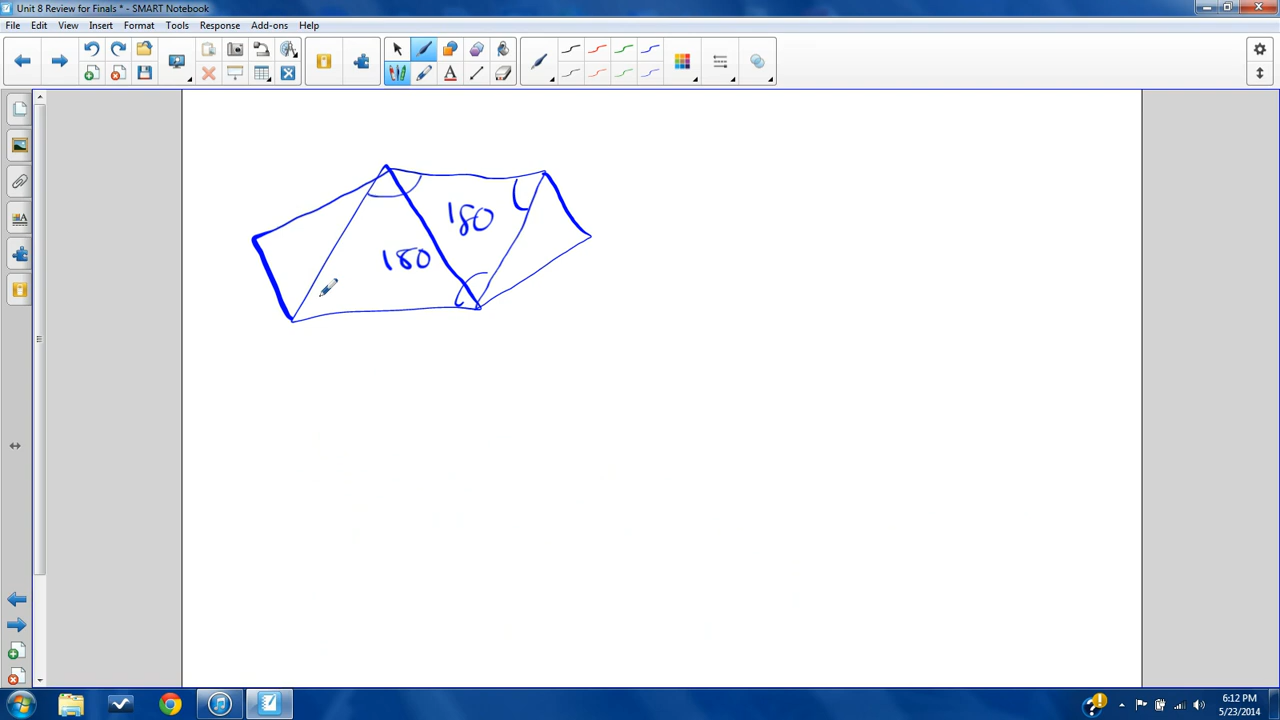 Unit 8 Review for Finals * - SMART Notebook
File Edit View Insert Format Tools Response Add-ons Help
180
180
6:12 PM
5/23/2014